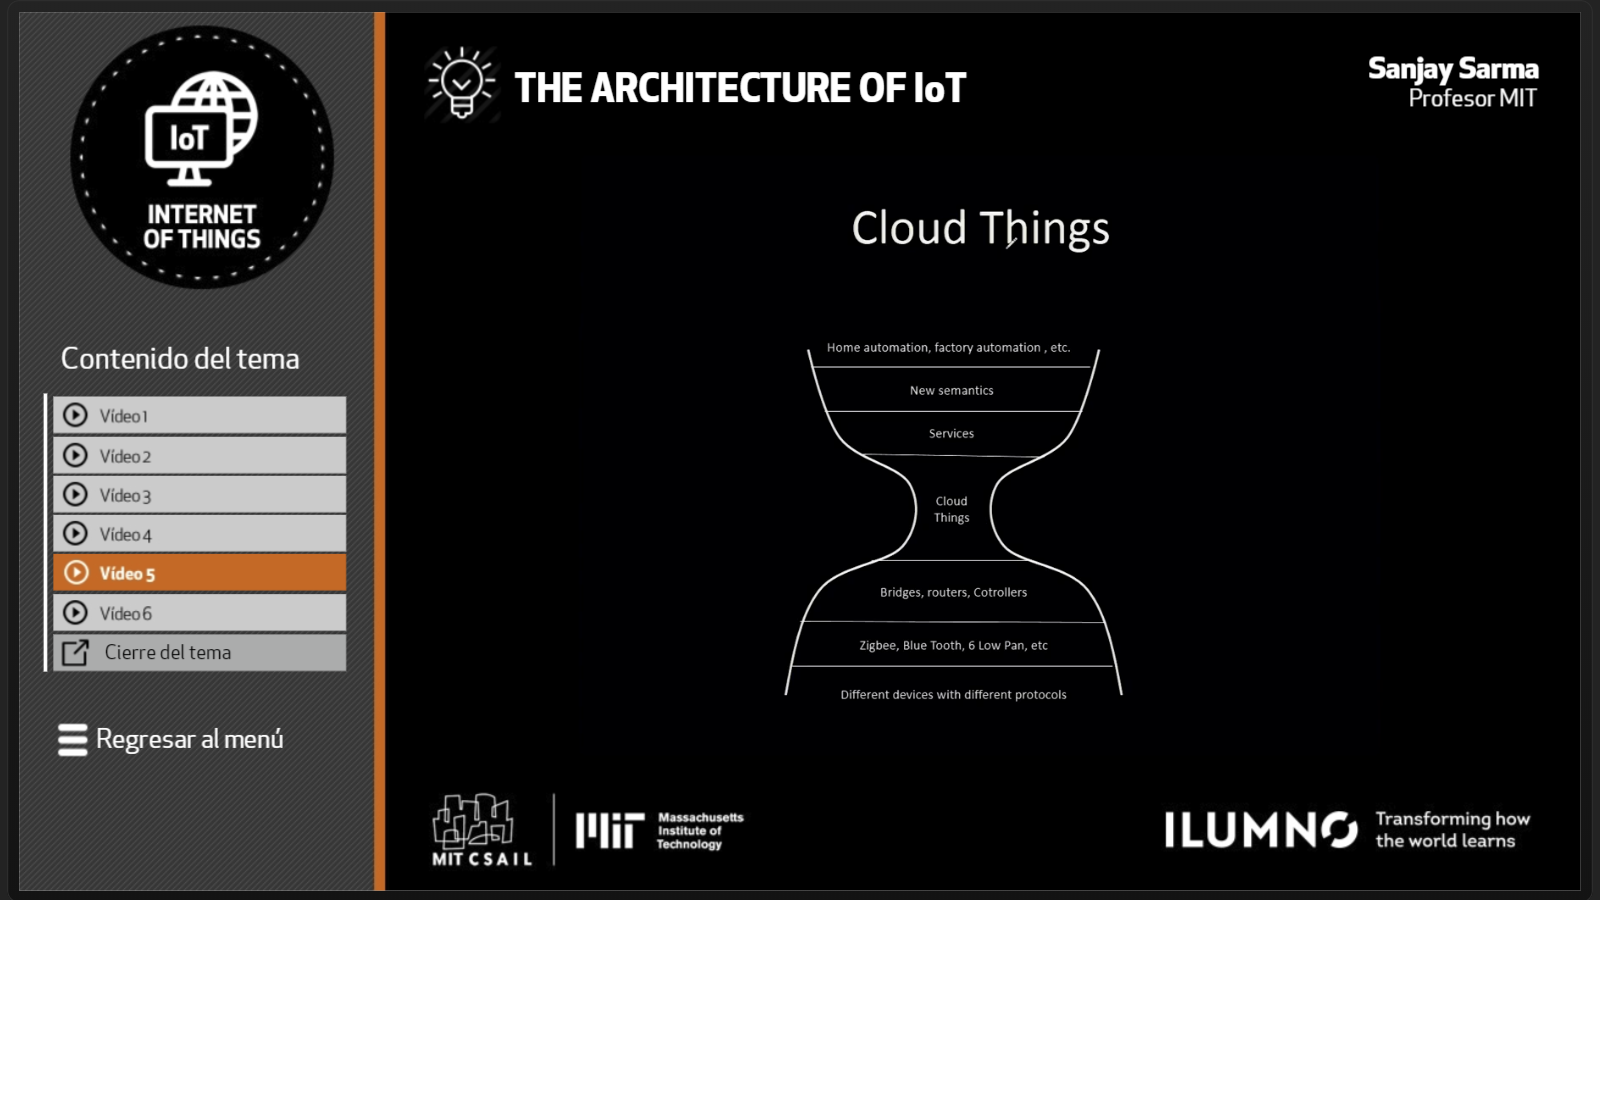 IoT
INTERNET
OF THINGS
Contenido del tema
Vídeo 1
Vídeo 2
Vídeo 3
Vídeo 4
Vídeo 5
Vídeo 6
Cierre del tema
Regresar al menú
THE ARCHITECTURE OF IoT
Sanjay Sarma
Profesor MIT
Cloud Things
Home automation, factory automation , etc.
New semantics
Services
Cloud
Things
Bridges, routers, Cotrollers
Zigbee, Blue Tooth, 6 Low Pan, etc
Different devices with different protocols
MIT CSAIL
MIT
Massachusetts
Institute of
Technology
ILUMNO
Transforming how
the world learns